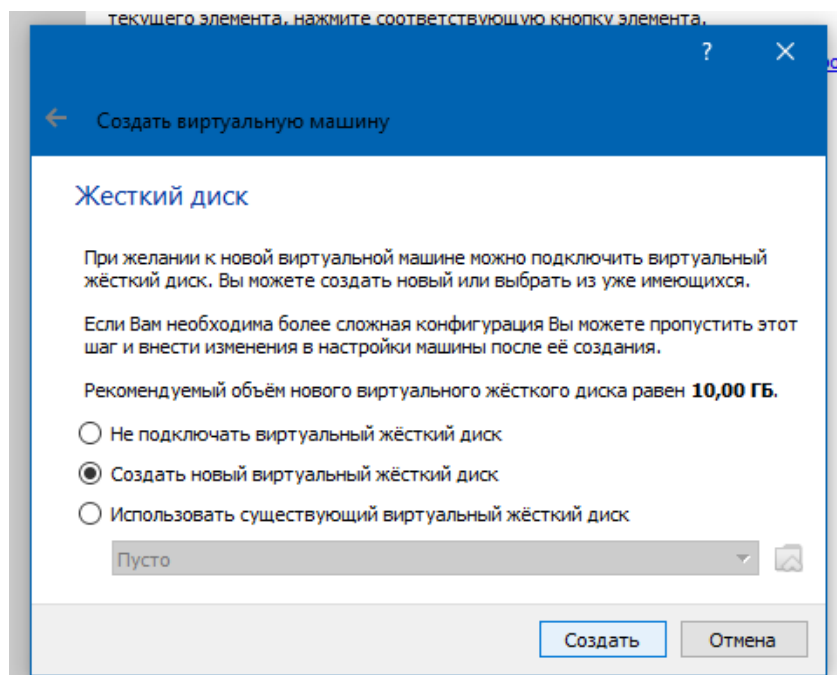 текущего элемента, нажмите соответствующую кнопку элемента.
?
Создать виртуальную машину
Жесткий диск
При желании к новой виртуальной машине можно подключить виртуальный
жёсткий диск. Вы можете создать новый или выбрать из уже имеющихся.
Если Вам необходима более сложная конфигурация Вы можете пропустить этот
шаг и внести изменения в настройки машины после её создания.
Рекомендуемый объём нового виртуального жёсткого диска равен 10,00 ГБ.
Не подключать виртуальный жёсткий диск
Создать новый виртуальный жёсткий диск
Использовать существующий виртуальный жёсткий диск
Пусто
Создать
Отмена